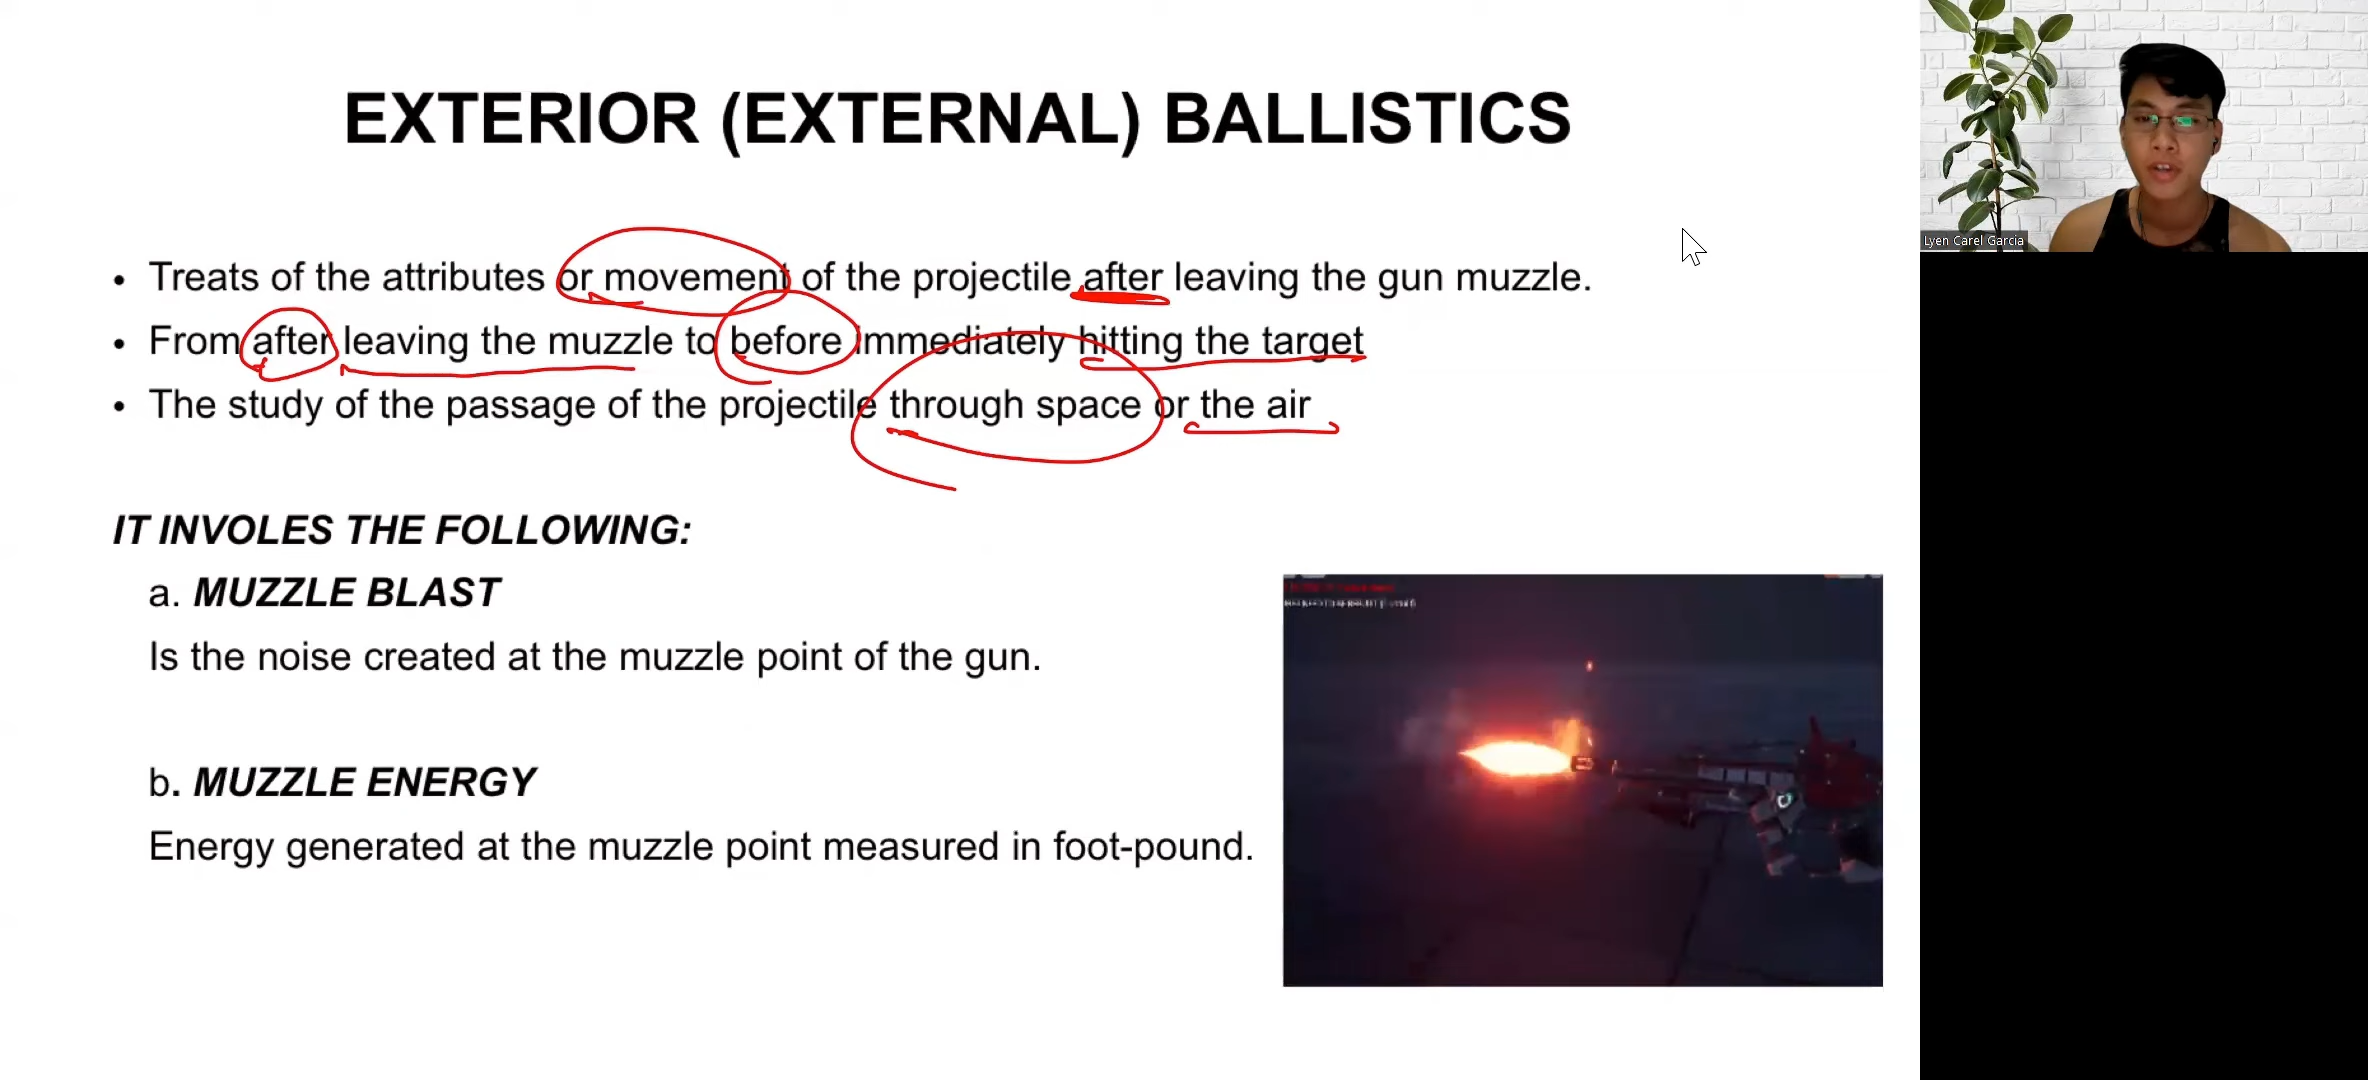 EXTERIOR (EXTERNAL) BALLISTICS
Lyen Carel Garcia
• Treats of the attributes or movement of the projectile after leaving the gun muzzle.
• From after leaving the muzzle to before immediately hitting the target
• The study of the passage of the projectile through space or the air
IT INVOLES THE FOLLOWING:
a. MUZZLE BLAST
Is the noise created at the muzzle point of the gun.
b. MUZZLE ENERGY
Energy generated at the muzzle point measured in foot-pound.